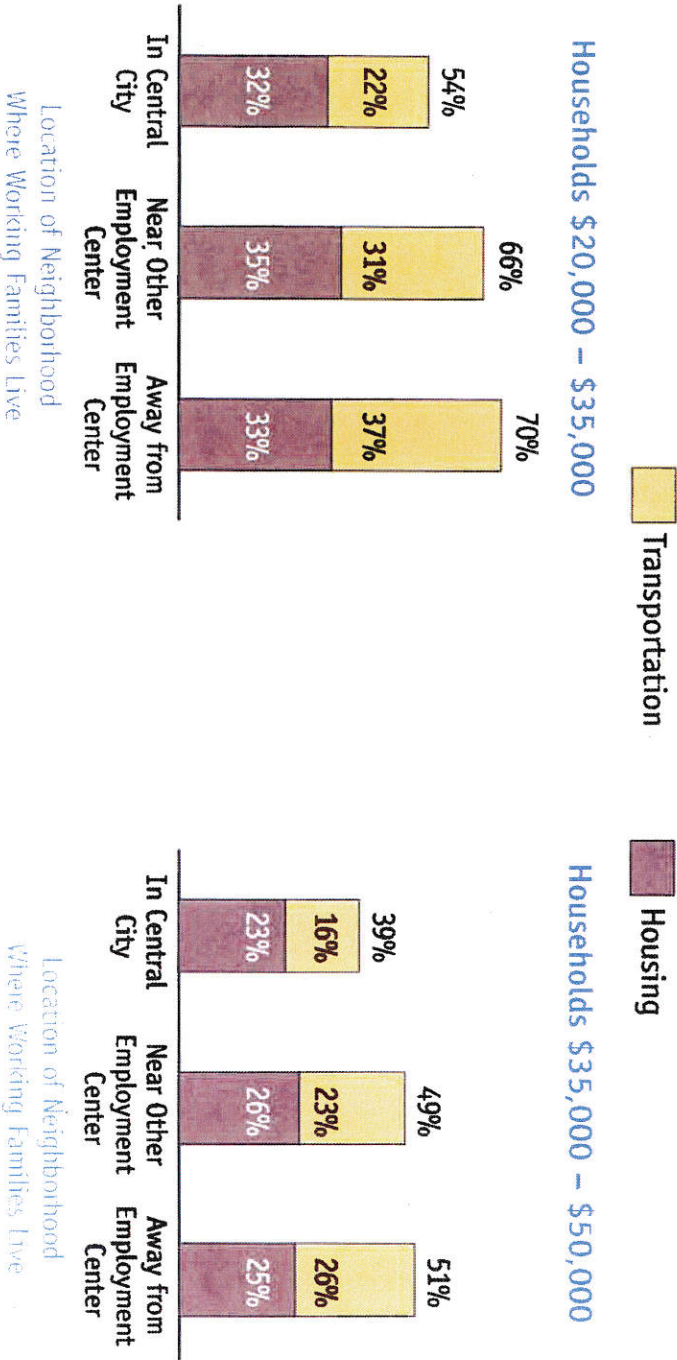 Transportation
Housing
Households $20,000 – $35,000
54%
22%
32%
66%
31%
35%
70%
37%
33%
In Central
City
Near Other
Employment
Center
Away from
Employment
Center
Location of Neighborhood
Where Working Families Live
Households $35,000 – $50,000
39%
16%
23%
49%
23%
26%
51%
26%
25%
In Central
City
Near Other
Employment
Center
Away from
Employment
Center
Location of Neighborhood
Where Working Families Live